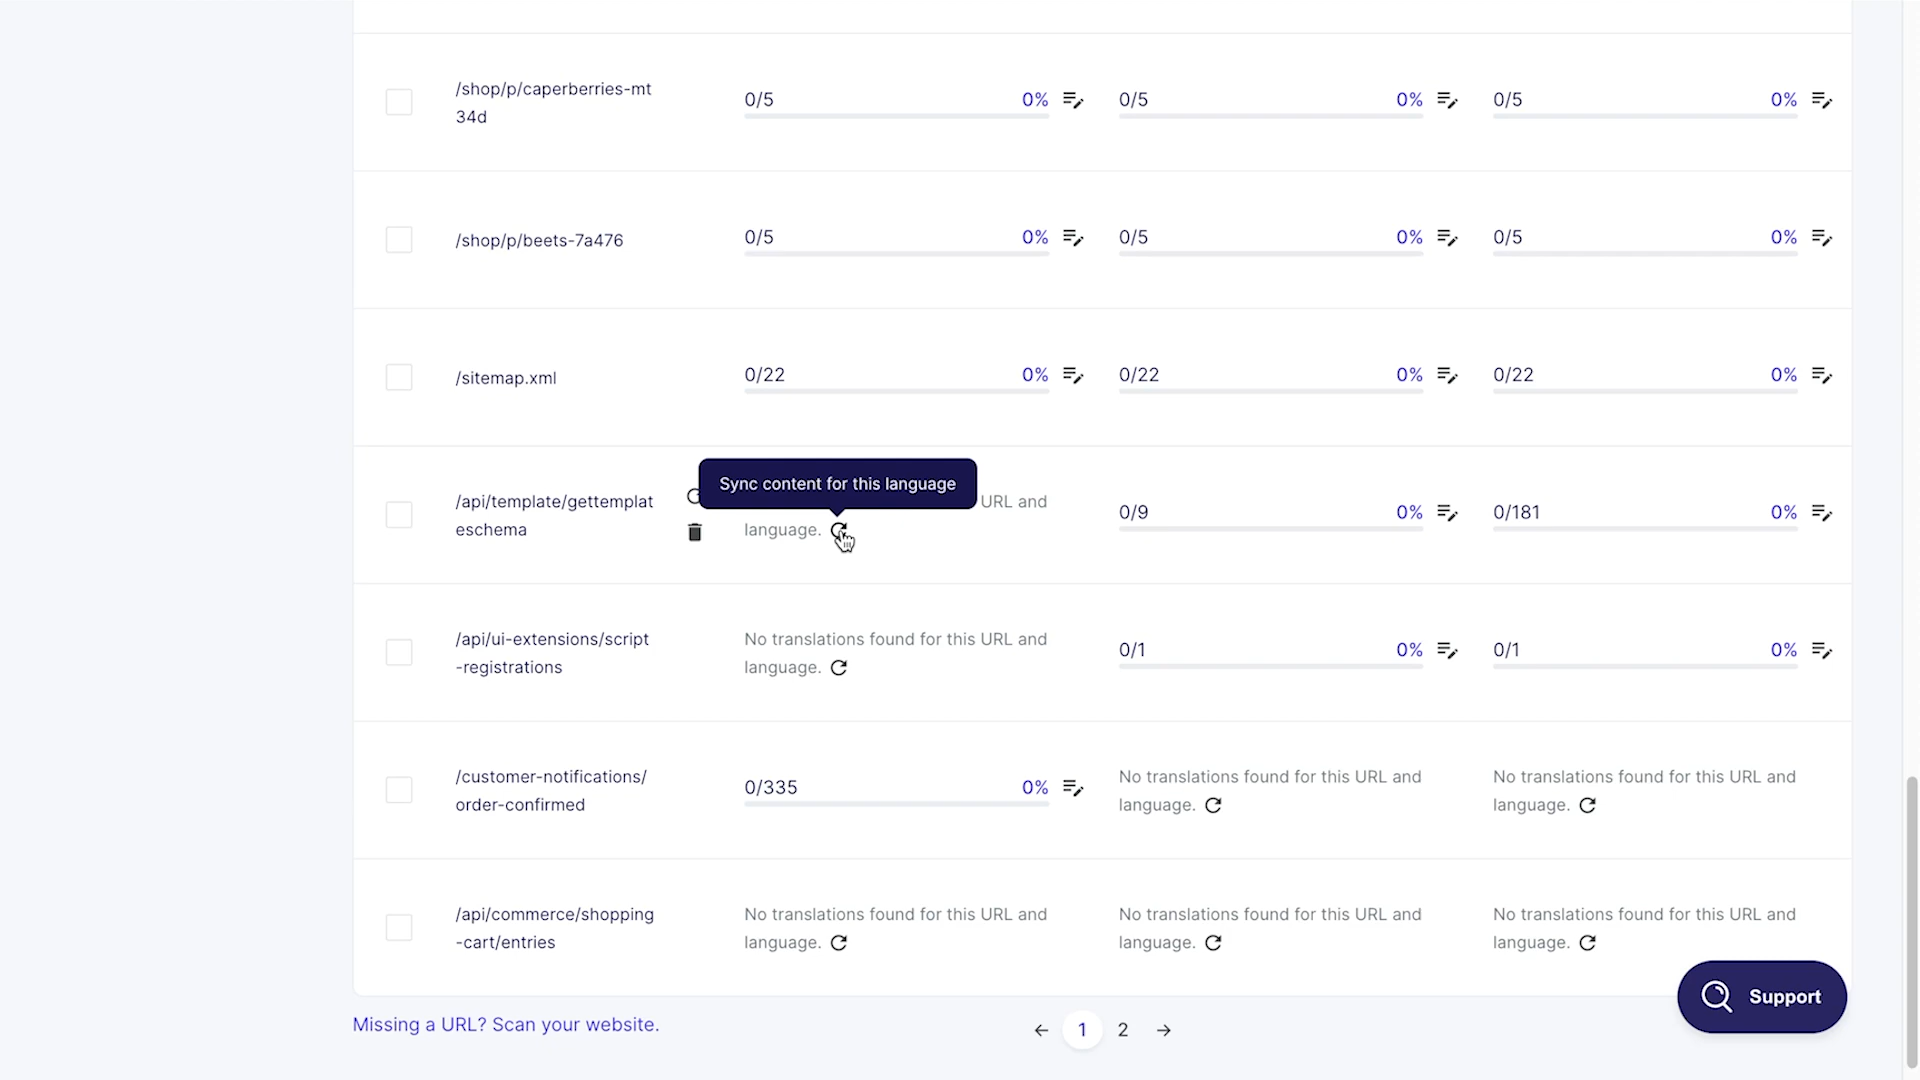 /shop/p/caperberries-mt
34d
0/5 0% 0/5 0% 0/5 0%
/shop/p/beets-7a476
0/5 0% 0/5 0% 0/5 0%
/sitemap.xml
0/22 0% 0/22 0% 0/22 0%
/api/template/gettemplat
eschema
Sync content for this language
URL and
language.
0/9 0% 0/181 0%
/api/ui-extensions/script
-registrations
No translations found for this URL and
language.
0/1 0% 0/1 0%
/customer-notifications/
order-confirmed
0/335 0%
No translations found for this URL and
language.
No translations found for this URL and
language.
/api/commerce/shopping
-cart/entries
No translations found for this URL and
language.
No translations found for this URL and
language.
No translations found for this URL and
language.
Support
Missing a URL? Scan your website.
← 1 2 →